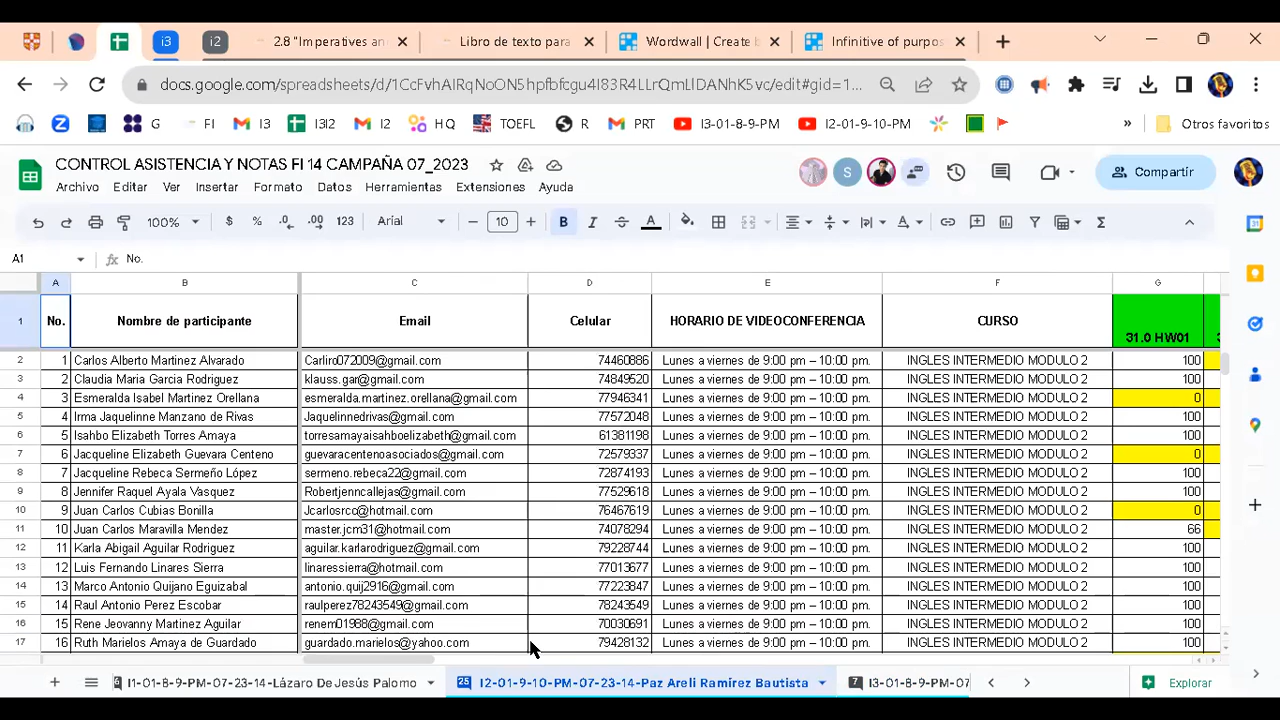 i3 i2 2.8 "Imperatives an Libro de texto para Wordwall | Create b Infinitive of purpos
docs.google.com/spreadsheets/d/1CcFvhAIRqNoON5hpfbfcgu4I83R4LLrQmLlDANhK5vc/edit#gid=1...
G FI I3 I3I2 I2 HQ TOEFL R PRT I3-01-8-9-PM I2-01-9-10-PM » Otros favoritos
CONTROL ASISTENCIA Y NOTAS FI 14 CAMPAÑA 07_2023
S Compartir
Archivo Editar Ver Insertar Formato Datos Herramientas Extensiones Ayuda
100% $ % .0 .00 123 Arial 10 B I S A
A1 fx No.
A B C D E F G
1 No. Nombre de participante Email Celular HORARIO DE VIDEOCONFERENCIA CURSO 31.0 HW01
2 1 Carlos Alberto Martinez Alvarado Carliro072009@gmail.com 74460886 Lunes a viernes de 9:00 pm – 10:00 pm. INGLES INTERMEDIO MODULO 2 100
3 2 Claudia Maria Garcia Rodriguez klauss.gar@gmail.com 74849520 Lunes a viernes de 9:00 pm – 10:00 pm. INGLES INTERMEDIO MODULO 2 100
4 3 Esmeralda Isabel Martinez Orellana esmeralda.martinez.orellana@gmail.com 77946341 Lunes a viernes de 9:00 pm – 10:00 pm. INGLES INTERMEDIO MODULO 2 0
5 4 Irma Jaquelinne Manzano de Rivas Jaquelinnedrivas@gmail.com 77572048 Lunes a viernes de 9:00 pm – 10:00 pm. INGLES INTERMEDIO MODULO 2 100
6 5 Isahbo Elizabeth Torres Amaya torresamayaisahboelizabeth@gmail.com 61381198 Lunes a viernes de 9:00 pm – 10:00 pm. INGLES INTERMEDIO MODULO 2 100
7 6 Jacqueline Elizabeth Guevara Centeno guevaracentenoasociados@gmail.com 72579337 Lunes a viernes de 9:00 pm – 10:00 pm. INGLES INTERMEDIO MODULO 2 0
8 7 Jacqueline Rebeca Sermeño López sermeno.rebeca22@gmail.com 72874193 Lunes a viernes de 9:00 pm – 10:00 pm. INGLES INTERMEDIO MODULO 2 100
9 8 Jennifer Raquel Ayala Vasquez Robertjenncallejas@gmail.com 77529618 Lunes a viernes de 9:00 pm – 10:00 pm. INGLES INTERMEDIO MODULO 2 100
10 9 Juan Carlos Cubias Bonilla Jcarlosrcc@hotmail.com 76467619 Lunes a viernes de 9:00 pm – 10:00 pm. INGLES INTERMEDIO MODULO 2 0
11 10 Juan Carlos Maravilla Mendez master.jcm31@hotmail.com 74078294 Lunes a viernes de 9:00 pm – 10:00 pm. INGLES INTERMEDIO MODULO 2 66
12 11 Karla Abigail Aguilar Rodriguez aguilar.karlarodriguez@gmail.com 79228744 Lunes a viernes de 9:00 pm – 10:00 pm. INGLES INTERMEDIO MODULO 2 100
13 12 Luis Fernando Linares Sierra linaressierra@hotmail.com 77013677 Lunes a viernes de 9:00 pm – 10:00 pm. INGLES INTERMEDIO MODULO 2 100
14 13 Marco Antonio Quijano Eguizabal antonio.quij2916@gmail.com 77223847 Lunes a viernes de 9:00 pm – 10:00 pm. INGLES INTERMEDIO MODULO 2 100
15 14 Raul Antonio Perez Escobar raulperez78243549@gmail.com 78243549 Lunes a viernes de 9:00 pm – 10:00 pm. INGLES INTERMEDIO MODULO 2 100
16 15 Rene Jeovanny Martinez Aguilar renem01988@gmail.com 70030691 Lunes a viernes de 9:00 pm – 10:00 pm. INGLES INTERMEDIO MODULO 2 100
17 16 Ruth Marielos Amaya de Guardado guardado.marielos@yahoo.com 79428132 Lunes a viernes de 9:00 pm – 10:00 pm. INGLES INTERMEDIO MODULO 2 100
I1-01-8-9-PM-07-23-14-Lázaro DeJesús Palomo 25 I2-01-9-10-PM-07-23-14-Paz Areli Ramírez Bautista 7 I3-01-8-9-PM-07 Explorar